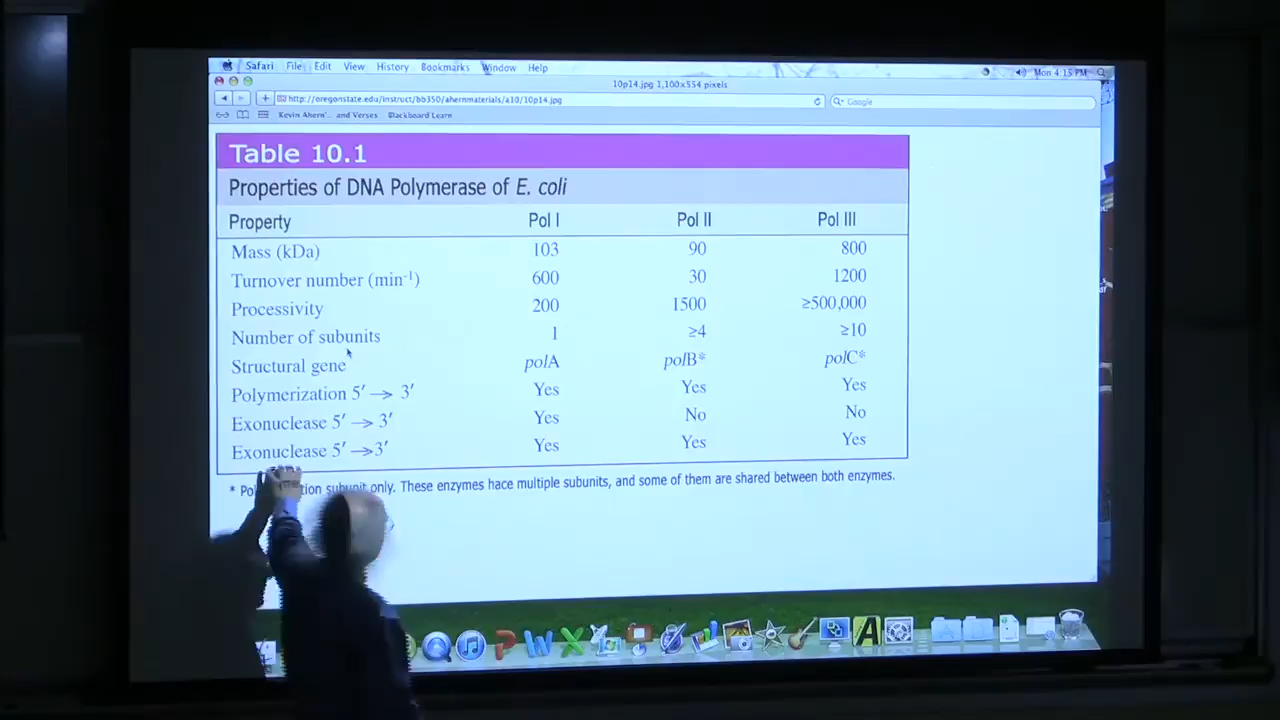 Safari File Edit View History Bookmarks Window Help Mon 4:15 PM
10p14.jpg 1,100x554 pixels
http://oregonstate.edu/instruct/bb350/ahernmaterials/a10/10p14.jpg Google
Kevin Ahern'... and Verses Blackboard Learn
Table 10.1
Properties of DNA Polymerase of E. coli
Property Pol I Pol II Pol III
Mass (kDa) 103 90 800
Turnover number (min⁻¹) 600 30 1200
Processivity 200 1500 ≥500,000
Number of subunits 1 ≥4 ≥10
Structural gene polA polB* polC*
Polymerization 5′ → 3′ Yes Yes Yes
Exonuclease 5′ → 3′ Yes No No
Exonuclease 5′ → 3′ Yes Yes Yes
* subunit only. These enzymes hace multiple subunits, and some of them are shared between both enzymes.